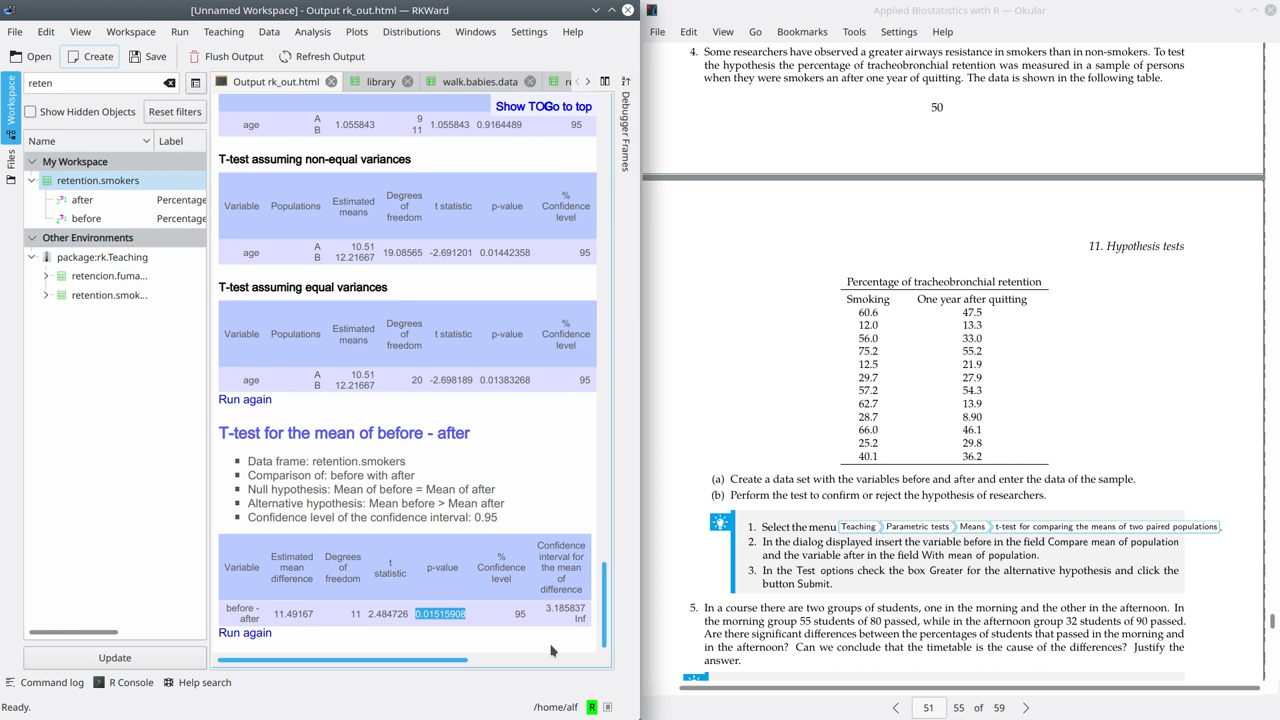 [Unnamed Workspace] - Output rk_out.html — RKWard
File Edit View Workspace Run Teaching Data Analysis Plots Distributions Windows Settings Help
Open Create Save Flush Output Refresh Output
Workspace
Files
reten
Show Hidden Objects Reset filters
Name Label
My Workspace
retention.smokers
after Percentage
before Percentage
Other Environments
package:rk.Teaching
retencion.fuma...
retention.smok...
Update
Output rk_out.html library walk.babies.data
Debugger Frames
Show TOC Go to top
age A B 1.055843 9 11 1.055843 0.9164489 95
T-test assuming non-equal variances
Variable Populations Estimated means Degrees of freedom t statistic p-value % Confidence level
age A B 10.51 12.21667 19.08565 -2.691201 0.01442358 95
T-test assuming equal variances
Variable Populations Estimated means Degrees of freedom t statistic p-value % Confidence level
age A B 10.51 12.21667 20 -2.698189 0.01383268 95
Run again
T-test for the mean of before - after
Data frame: retention.smokers
Comparison of: before with after
Null hypothesis: Mean of before = Mean of after
Alternative hypothesis: Mean before > Mean after
Confidence level of the confidence interval: 0.95
Variable Estimated mean difference Degrees of freedom t statistic p-value % Confidence level Confidence interval for the mean of difference
before - after 11.49167 11 2.484726 0.01515908 95 3.185837 Inf
Run again
Command log R Console Help search
Ready. /home/alf R
Applied Biostatistics with R — Okular
File Edit View Go Bookmarks Tools Settings Help
4. Some researchers have observed a greater airways resistance in smokers than in non-smokers. To test
the hypothesis the percentage of tracheobronchial retention was measured in a sample of persons
when they were smokers an after one year of quitting. The data is shown in the following table.
50
11. Hypothesis tests
Percentage of tracheobronchial retention
Smoking One year after quitting
60.6 47.5
12.0 13.3
56.0 33.0
75.2 55.2
12.5 21.9
29.7 27.9
57.2 54.3
62.7 13.9
28.7 8.90
66.0 46.1
25.2 29.8
40.1 36.2
(a) Create a data set with the variables before and after and enter the data of the sample.
(b) Perform the test to confirm or reject the hypothesis of researchers.
1. Select the menu Teaching Parametric tests Means t-test for comparing the means of two paired populations .
2. In the dialog displayed insert the variable before in the field Compare mean of population
and the variable after in the field With mean of population.
3. In the Test options check the box Greater for the alternative hypothesis and click the
button Submit.
5. In a course there are two groups of students, one in the morning and the other in the afternoon. In
the morning group 55 students of 80 passed, while in the afternoon group 32 students of 90 passed.
Are there significant differences between the percentages of students that passed in the morning and
in the afternoon? Can we conclude that the timetable is the cause of the differences? Justify the
answer.
51 55 of 59